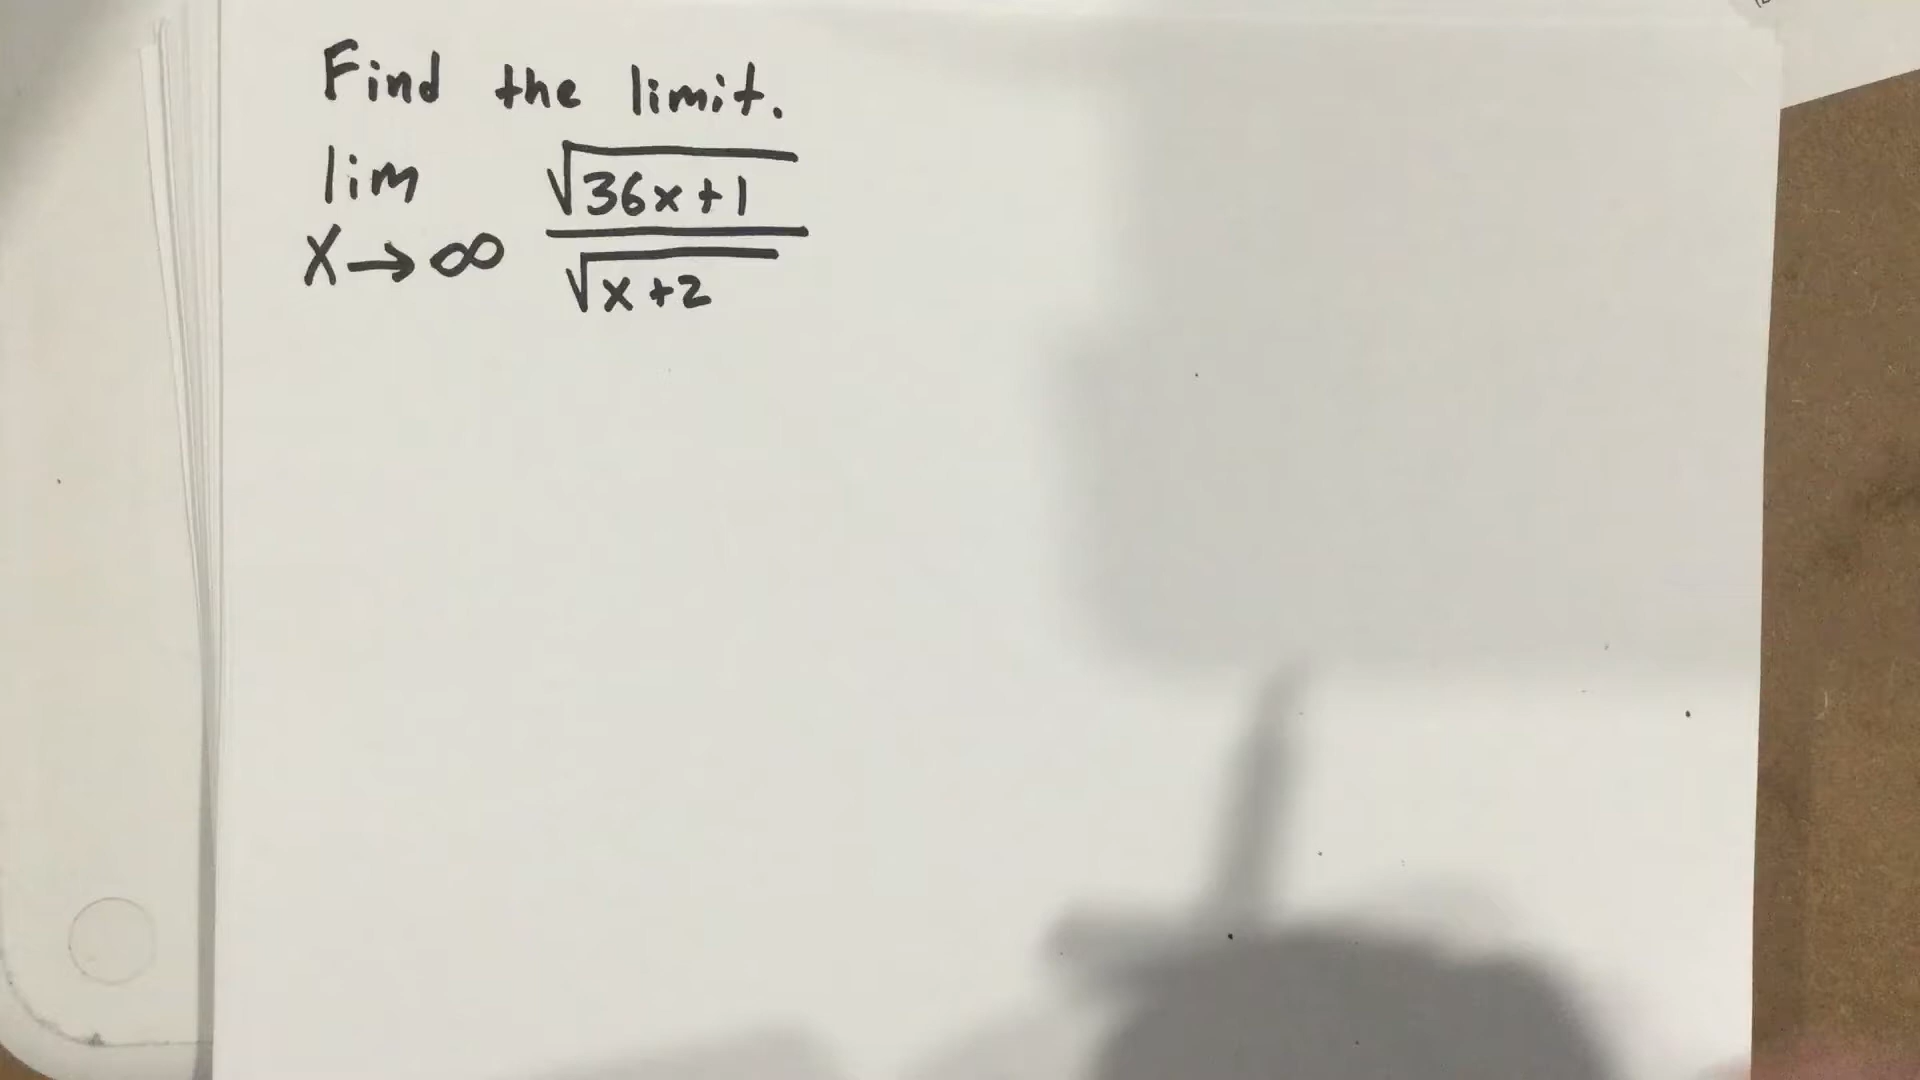 Find the limit.
lim x→∞ √(36x+1) / √(x+2)